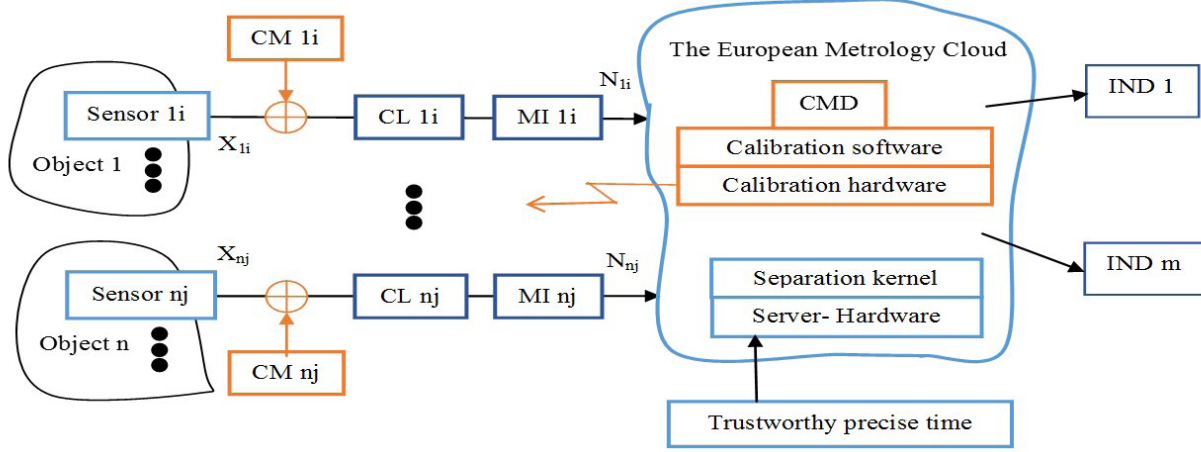 CM 1i
The European Metrology Cloud
N1i
IND 1
Sensor 1i
CL 1i
MI 1i
CMD
X1i
Object 1
Calibration software
Calibration hardware
Xnj
Nnj
IND m
Sensor nj
CL nj
MI nj
Separation kernel
Server- Hardware
Object n
CM nj
Trustworthy precise time